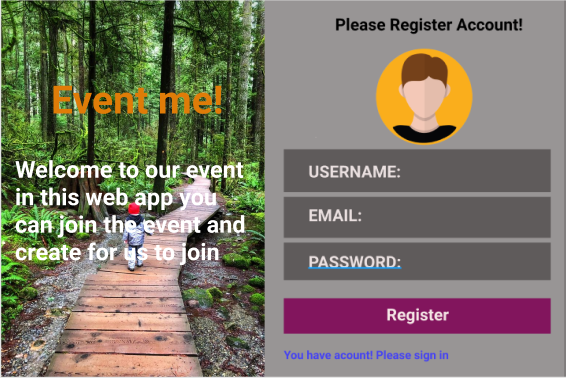 Event me!
Welcome to our event
in this web app you
can join the event and
create for us to join
Please Register Account!
USERNAME:
EMAIL:
PASSWORD:
Register
You have acount! Please sign in